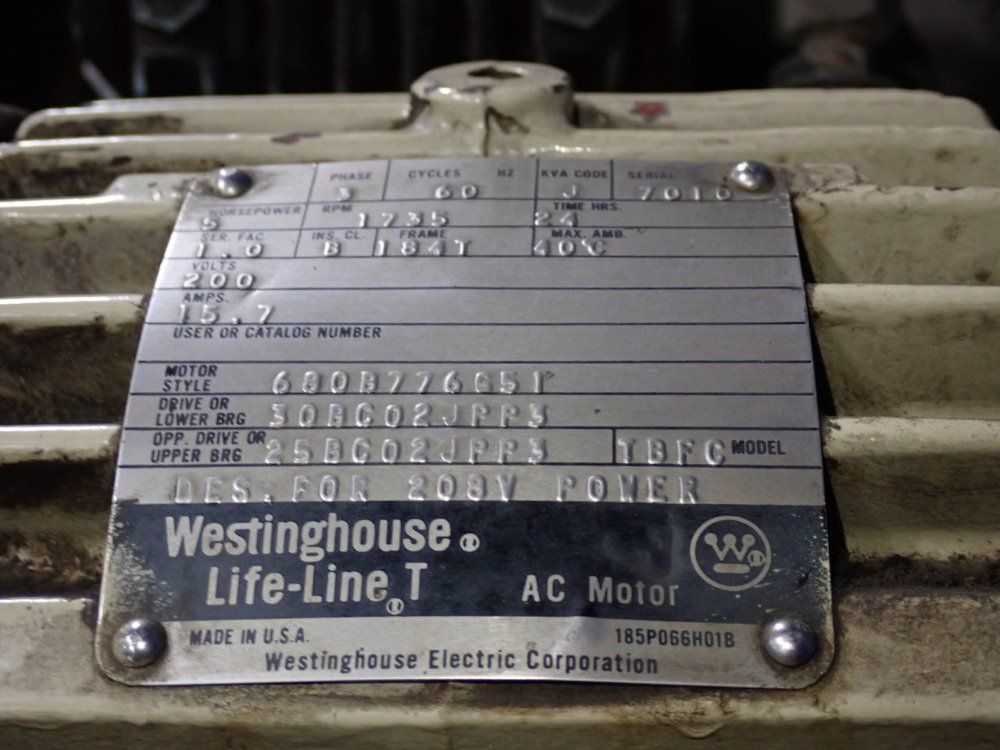 PHASE CYCLES HZ KVA CODE SERIAL
3 60 J 7010
HORSEPOWER RPM TIME HRS.
5 1735 24
SER. FAC. INS. CL. FRAME MAX. AMB.
1.0 B 184T 40°C
VOLTS
200
AMPS.
15.7
USER OR CATALOG NUMBER
MOTOR STYLE 680B776G51
DRIVE OR LOWER BRG 30BC02JPP3
OPP. DRIVE OR UPPER BRG 25BC02JPP3 TBFC MODEL
DES. FOR 208V POWER
Westinghouse ®
Life-Line ® T AC Motor
W
MADE IN U.S.A. 185P066H01B
Westinghouse Electric Corporation